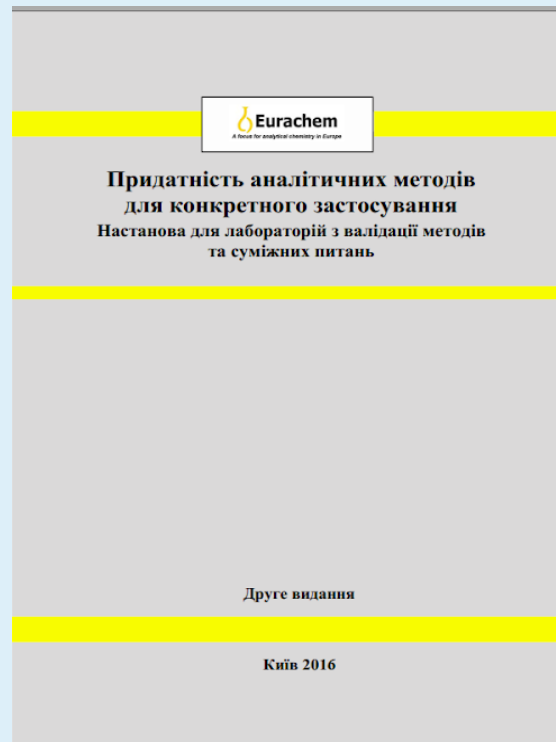 Eurachem
A focus for analytical chemistry in Europe
Придатність аналітичних методів
для конкретного застосування
Настанова для лабораторій з валідації методів
та суміжних питань
Друге видання
Київ 2016